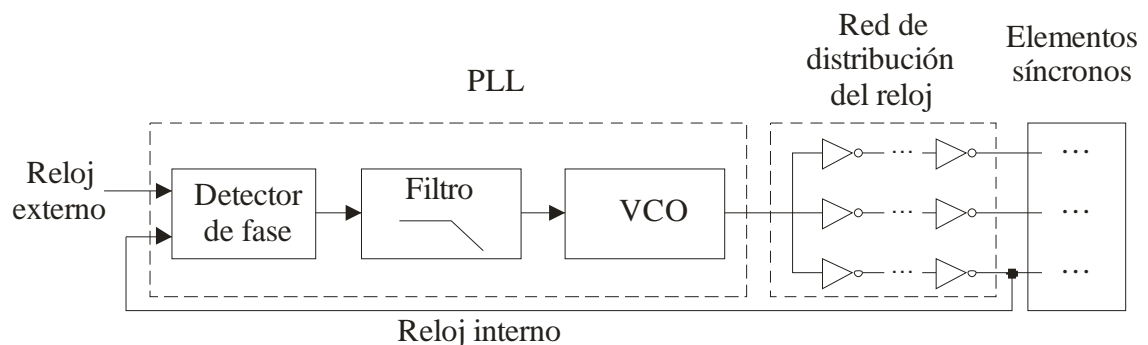 Red de
distribución
del reloj
Elementos
síncronos
PLL
Reloj
externo
Detector
de fase
Filtro
VCO
...
...
...
...
...
...
Reloj interno